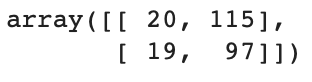 array([[ 20, 115],
       [ 19,  97]])